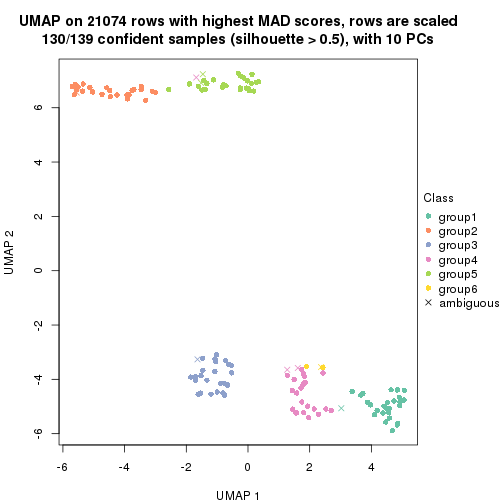 UMAP on 21074 rows with highest MAD scores, rows are scaled
130/139 confident samples (silhouette > 0.5), with 10 PCs
6
4
2
0
-2
-4
-6
UMAP 2
-6
-4
-2
0
2
4
UMAP 1
Class
group1
group2
group3
group4
group5
group6
ambiguous